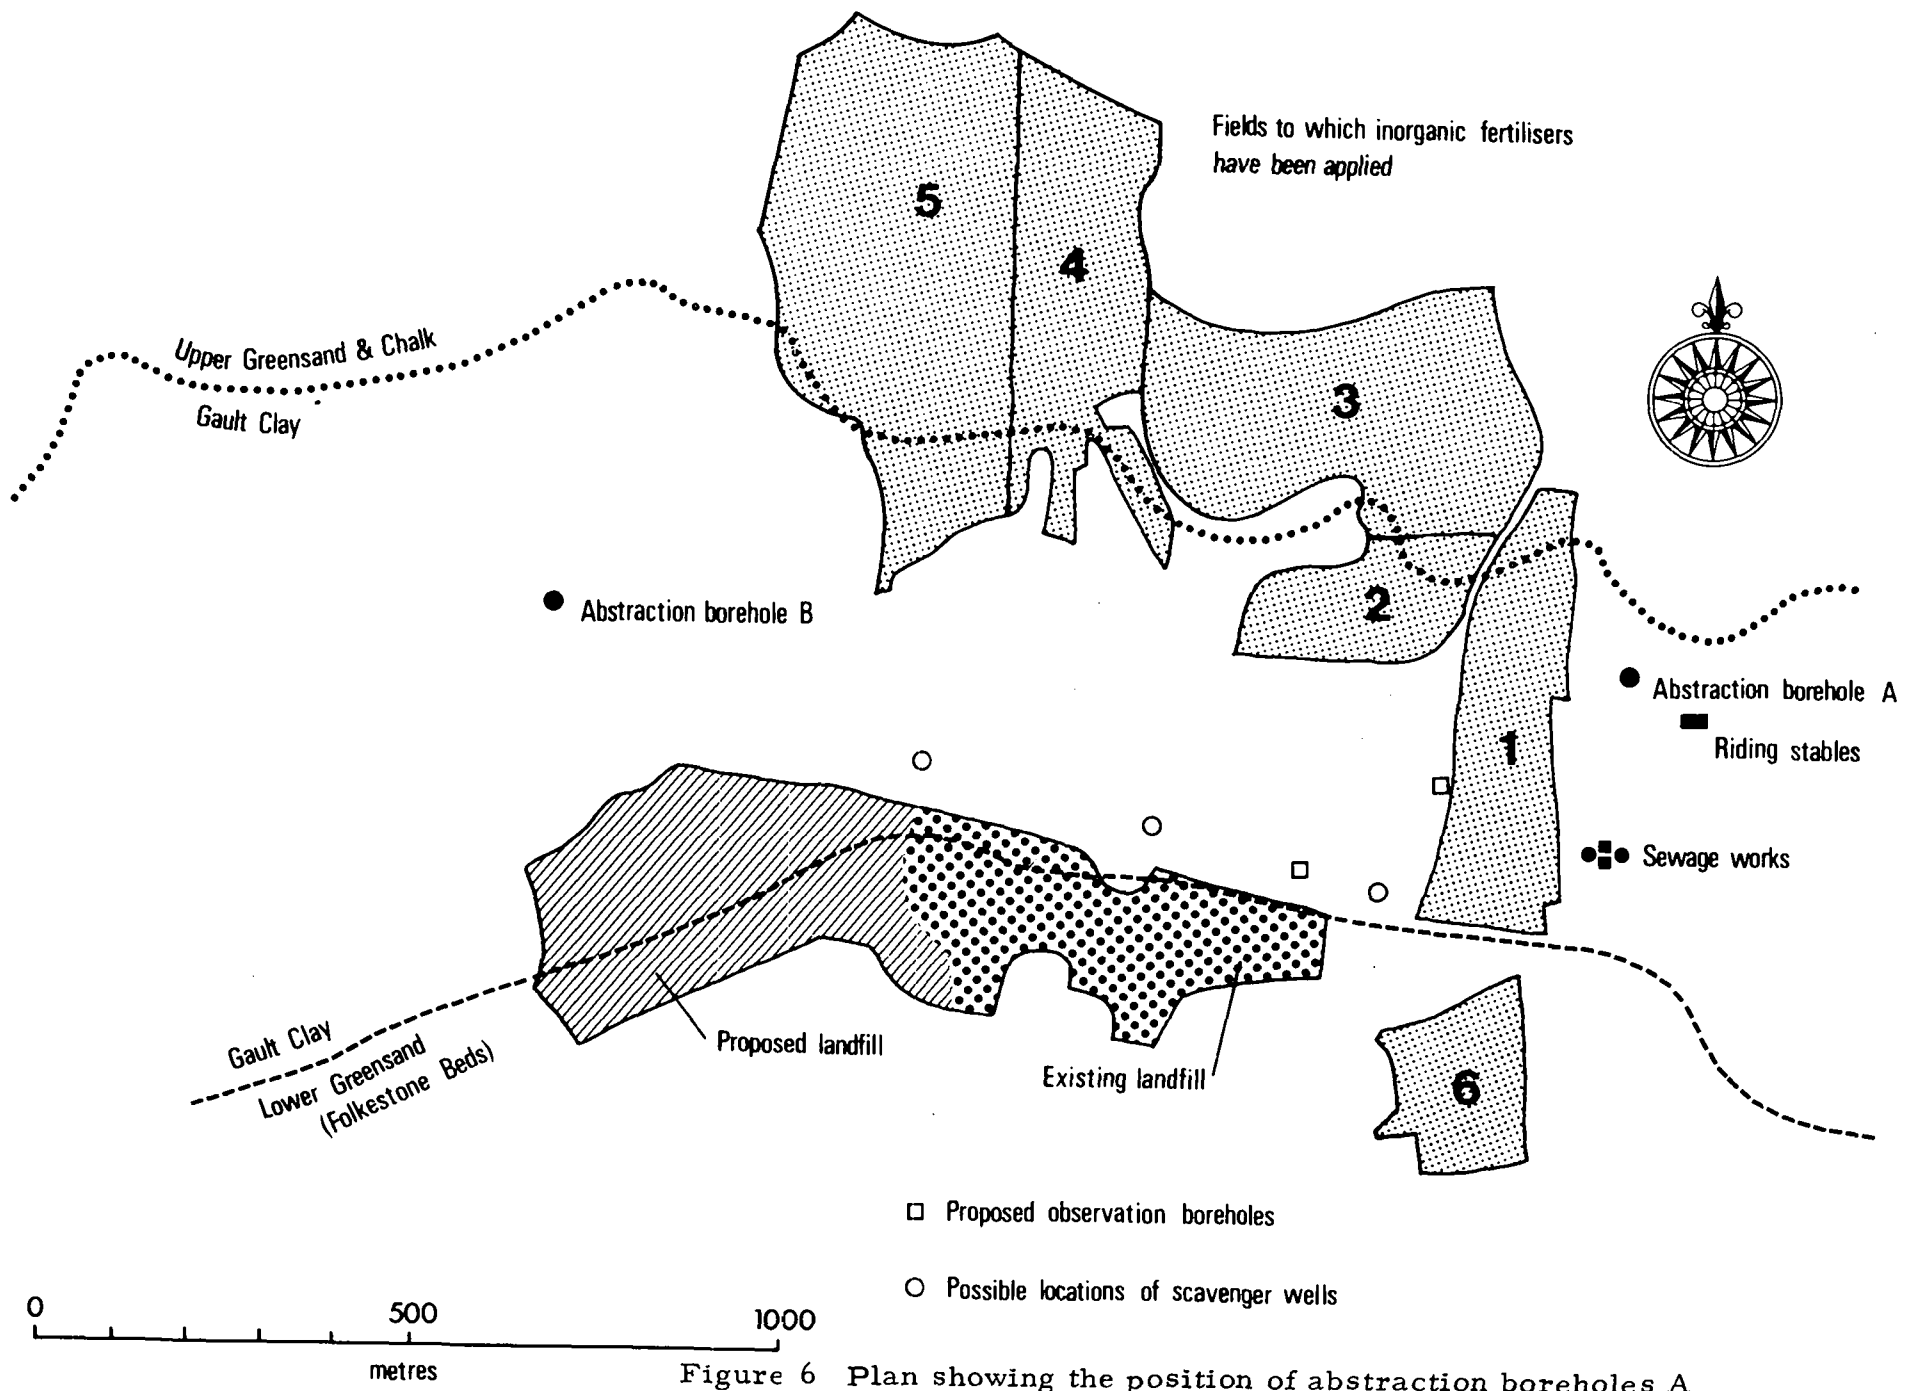 Fields to which inorganic fertilisers
have been applied
5
4
3
Upper Greensand & Chalk
Gault Clay
2
Abstraction borehole B
Abstraction borehole A
1
Riding stables
Sewage works
Proposed landfill
Existing landfill
Gault Clay
Lower Greensand
(Folkestone Beds)
6
Proposed observation boreholes
Possible locations of scavenger wells
0 500 1000
metres
Figure 6 Plan showing the position of abstraction boreholes A